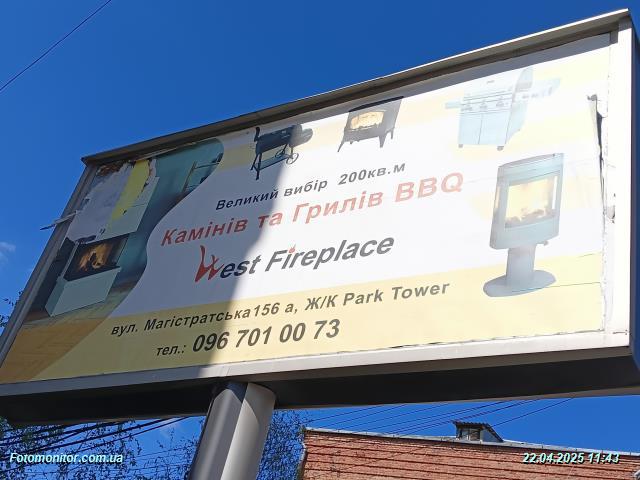 Великий вибір 200кв.м
Камінів та Грилів BBQ
West Fireplace
вул. Магістратська156 а, Ж/К Park Tower
тел.: 096 701 00 73
Fotomonitor.com.ua
22.04.2025 11:43